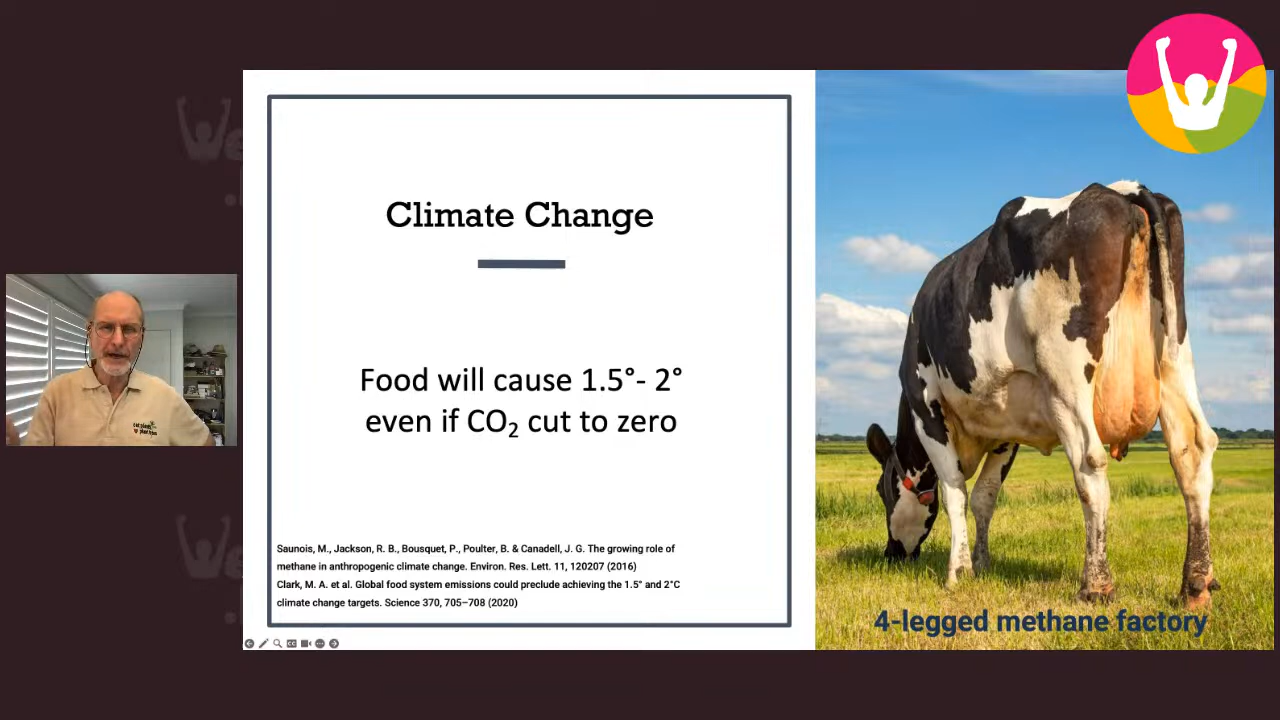 Climate Change
Food will cause 1.5°- 2°
even if CO₂ cut to zero
Saunois, M., Jackson, R. B., Bousquet, P., Poulter, B. & Canadell, J. G. The growing role of
methane in anthropogenic climate change. Environ. Res. Lett. 11, 120207 (2016)
Clark, M. A. et al. Global food system emissions could preclude achieving the 1.5° and 2°C
climate change targets. Science 370, 705–708 (2020)
4-legged methane factory
We
We